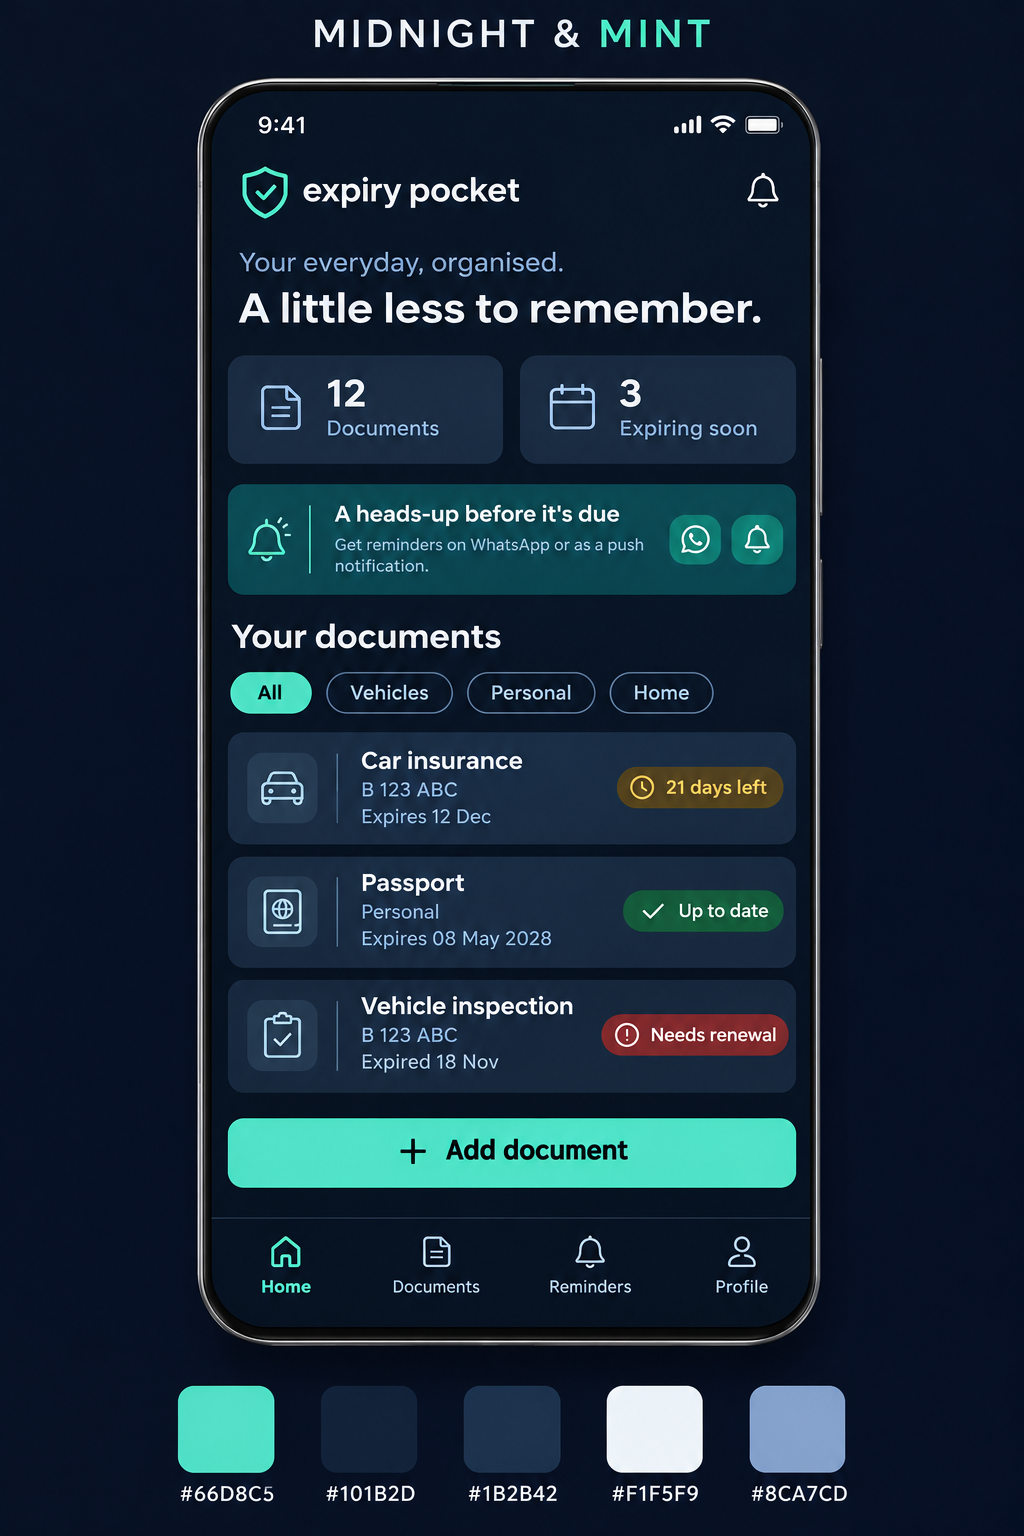 MIDNIGHT & MINT
9:41
expiry pocket
Your everyday, organised.
A little less to remember.
12
Documents
3
Expiring soon
A heads-up before it's due
Get reminders on WhatsApp or as a push
notification.
Your documents
All
Vehicles
Personal
Home
Car insurance
B 123 ABC
Expires 12 Dec
21 days left
Passport
Personal
Expires 08 May 2028
Up to date
Vehicle inspection
B 123 ABC
Expired 18 Nov
Needs renewal
+ Add document
Home
Documents
Reminders
Profile
#66D8C5
#101B2D
#1B2B42
#F1F5F9
#8CA7CD